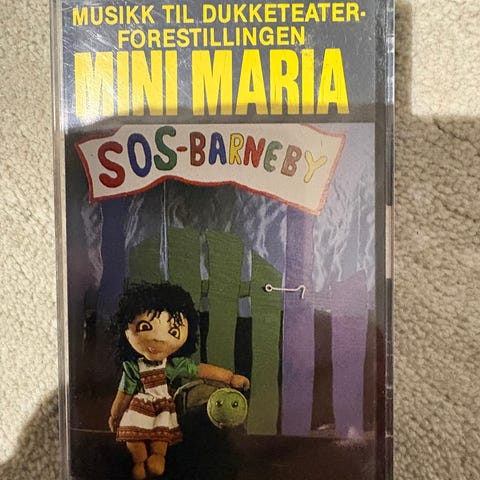 MUSIKK TIL DUKKETEATER-
FORESTILLINGEN
MINI MARIA
SOS-BARNEBY